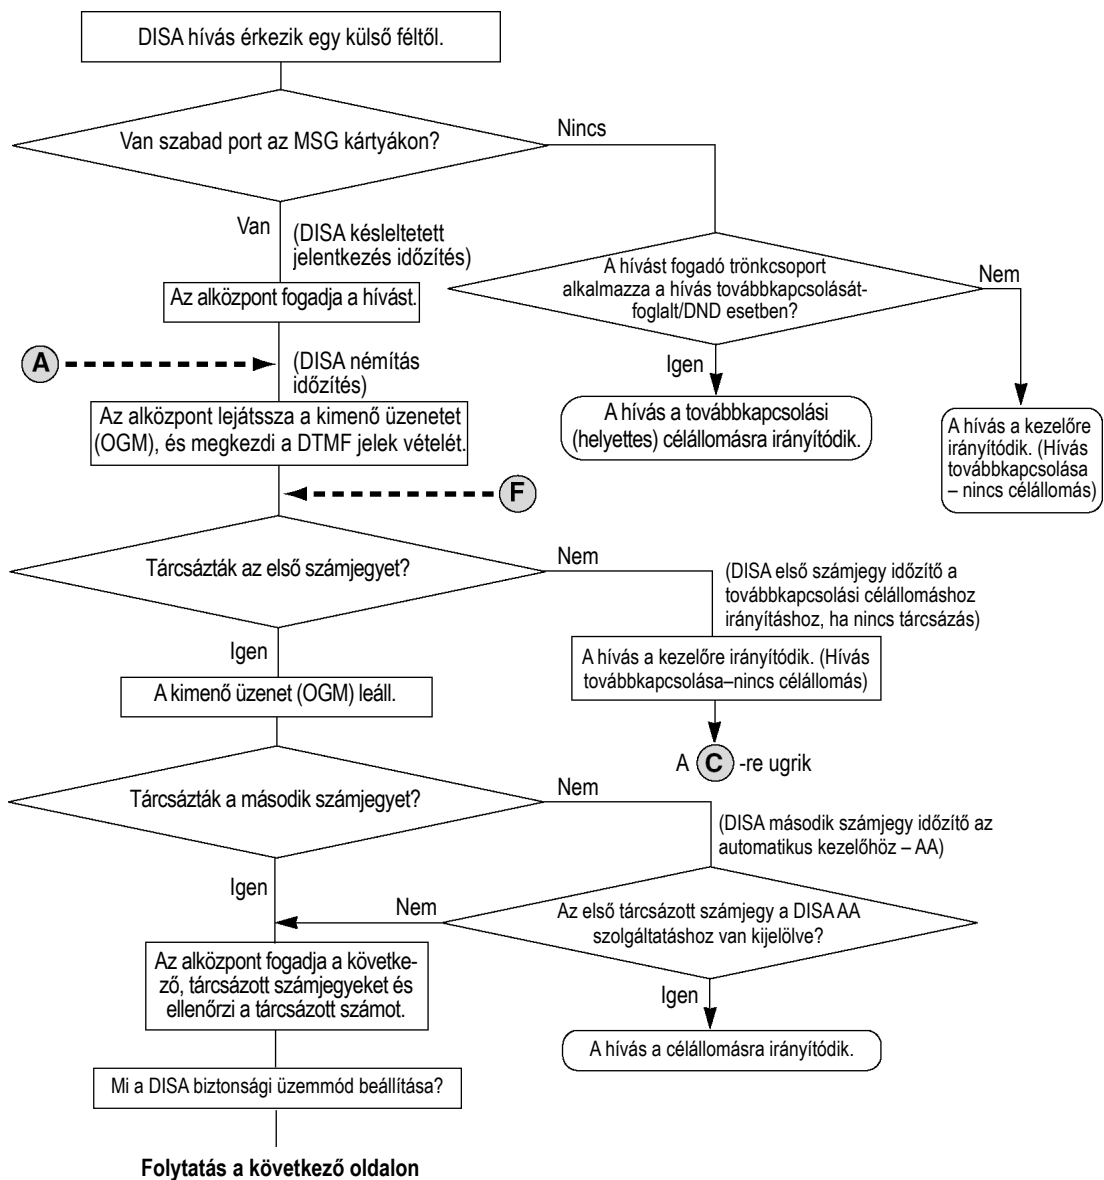 DISA hívás érkezik egy külső féltől.
Van szabad port az MSG kártyákon?
Nincs
Van
(DISA késleltetett
jelentkezés időzítés)
A hívást fogadó trönkcsoport
alkalmazza a hívás továbbkapcsolását-
foglalt/DND esetben?
Nem
Az alközpont fogadja a hívást.
Igen
A
(DISA némítás
időzítés)
A hívás a továbbkapcsolási
(helyettes) célállomásra irányítódik.
A hívás a kezelőre
irányítódik. (Hívás
továbbkapcsolása
– nincs célállomás)
Az alközpont lejátssza a kimenő üzenetet
(OGM), és megkezdi a DTMF jelek vételét.
F
Tárcsázták az első számjegyet?
Nem
(DISA első számjegy időzítő a
továbbkapcsolási célállomáshoz
irányításhoz, ha nincs tárcsázás)
Igen
A hívás a kezelőre irányítódik. (Hívás
továbbkapcsolása–nincs célállomás)
A kimenő üzenet (OGM) leáll.
A C -re ugrik
Tárcsázták a második számjegyet?
Nem
(DISA második számjegy időzítő az
automatikus kezelőhöz – AA)
Igen
Nem
Az első tárcsázott számjegy a DISA AA
szolgáltatáshoz van kijelölve?
Az alközpont fogadja a követke-
ző, tárcsázott számjegyeket és
ellenőrzi a tárcsázott számot.
Igen
A hívás a célállomásra irányítódik.
Mi a DISA biztonsági üzemmód beállítása?
Folytatás a következő oldalon